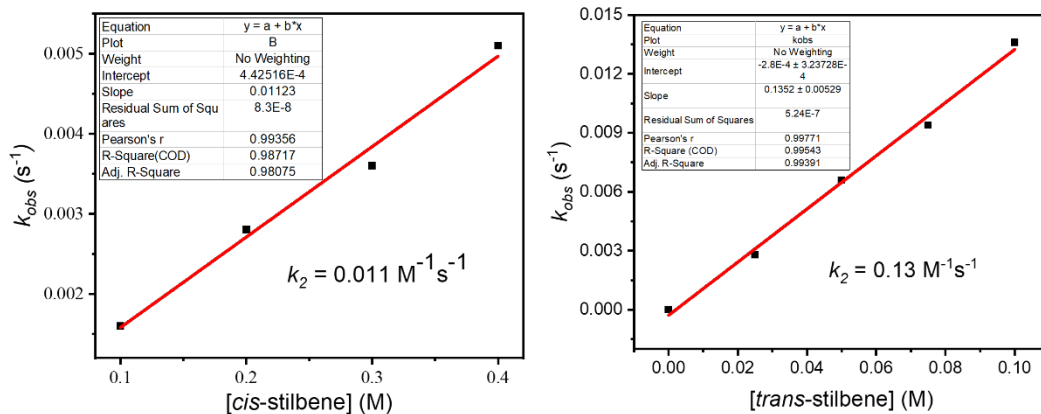 Equation y = a + b*x
Plot B
Weight No Weighting
Intercept 4.42516E-4
Slope 0.01123
Residual Sum of Squ
ares 8.3E-8
Pearson's r 0.99356
R-Square(COD) 0.98717
Adj. R-Square 0.98075
0.005
0.004
0.003
0.002
k_obs (s⁻¹)
k₂ = 0.011 M⁻¹s⁻¹
0.1 0.2 0.3 0.4
[cis-stilbene] (M)
Equation y = a + b*x
Plot kobs
Weight No Weighting
Intercept -2.8E-4 ± 3.23728E-
4
Slope 0.1352 ± 0.00529
Residual Sum of Squares 5.24E-7
Pearson's r 0.99771
R-Square (COD) 0.99543
Adj. R-Square 0.99391
0.015
0.012
0.009
0.006
0.003
0.000
k_obs (s⁻¹)
k₂ = 0.13 M⁻¹s⁻¹
0.00 0.02 0.04 0.06 0.08 0.10
[trans-stilbene] (M)